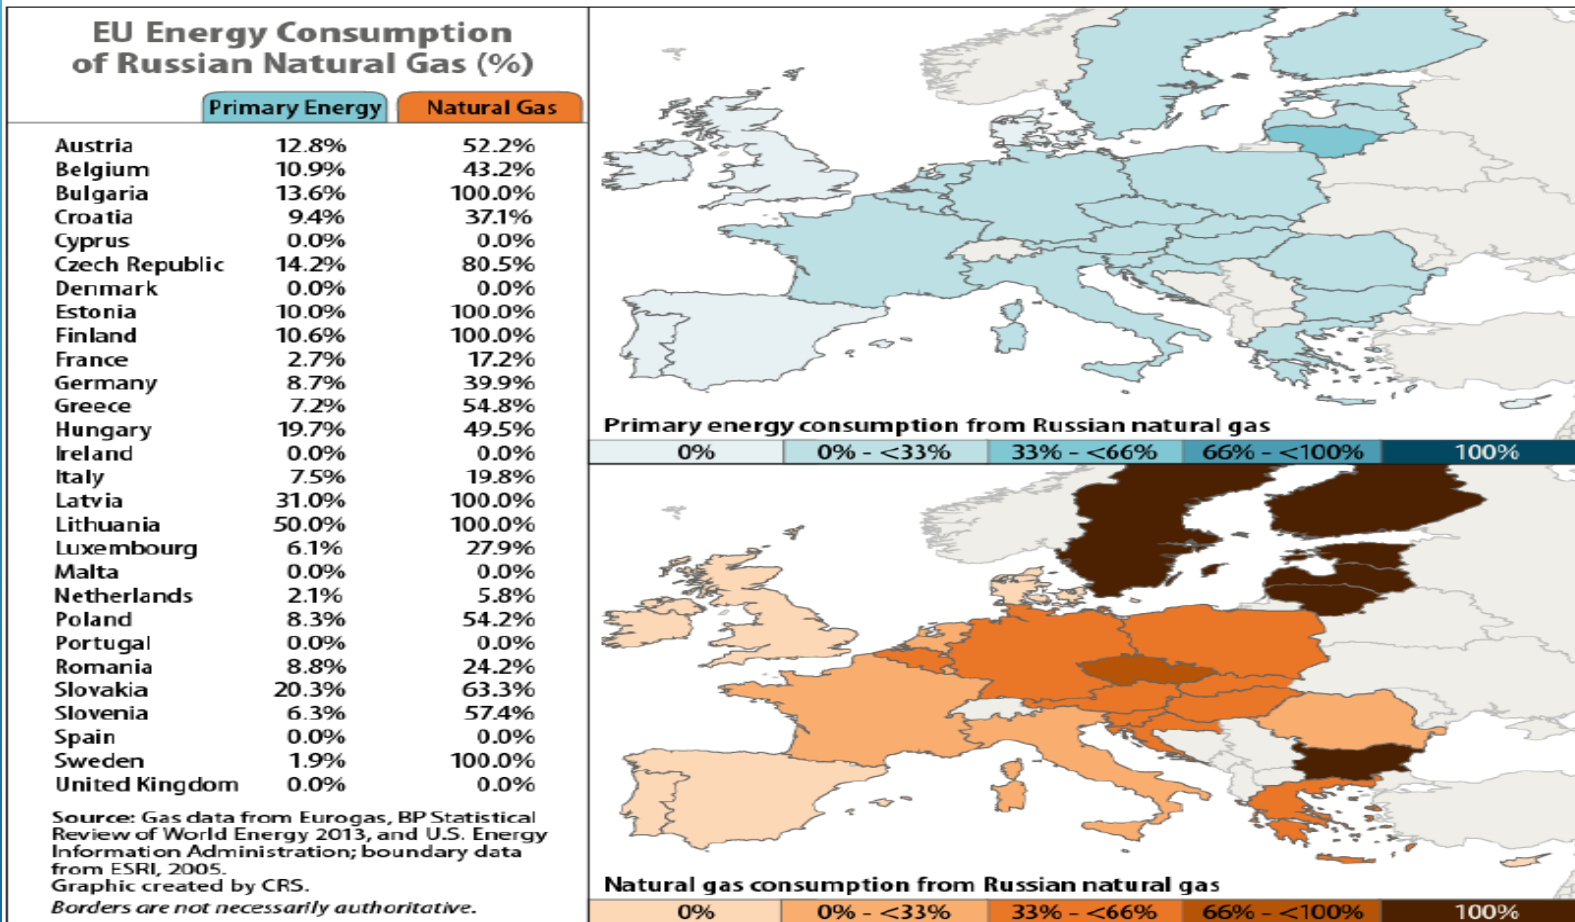 EU Energy Consumption
of Russian Natural Gas (%)
Primary Energy Natural Gas
Austria 12.8% 52.2%
Belgium 10.9% 43.2%
Bulgaria 13.6% 100.0%
Croatia 9.4% 37.1%
Cyprus 0.0% 0.0%
Czech Republic 14.2% 80.5%
Denmark 0.0% 0.0%
Estonia 10.0% 100.0%
Finland 10.6% 100.0%
France 2.7% 17.2%
Germany 8.7% 39.9%
Greece 7.2% 54.8%
Hungary 19.7% 49.5%
Ireland 0.0% 0.0%
Italy 7.5% 19.8%
Latvia 31.0% 100.0%
Lithuania 50.0% 100.0%
Luxembourg 6.1% 27.9%
Malta 0.0% 0.0%
Netherlands 2.1% 5.8%
Poland 8.3% 54.2%
Portugal 0.0% 0.0%
Romania 8.8% 24.2%
Slovakia 20.3% 63.3%
Slovenia 6.3% 57.4%
Spain 0.0% 0.0%
Sweden 1.9% 100.0%
United Kingdom 0.0% 0.0%
Source: Gas data from Eurogas, BP Statistical
Review of World Energy 2013, and U.S. Energy
Information Administration; boundary data
from ESRI, 2005.
Graphic created by CRS.
Borders are not necessarily authoritative.
Primary energy consumption from Russian natural gas
0% 0% - <33% 33% - <66% 66% - <100% 100%
Natural gas consumption from Russian natural gas
0% 0% - <33% 33% - <66% 66% - <100% 100%